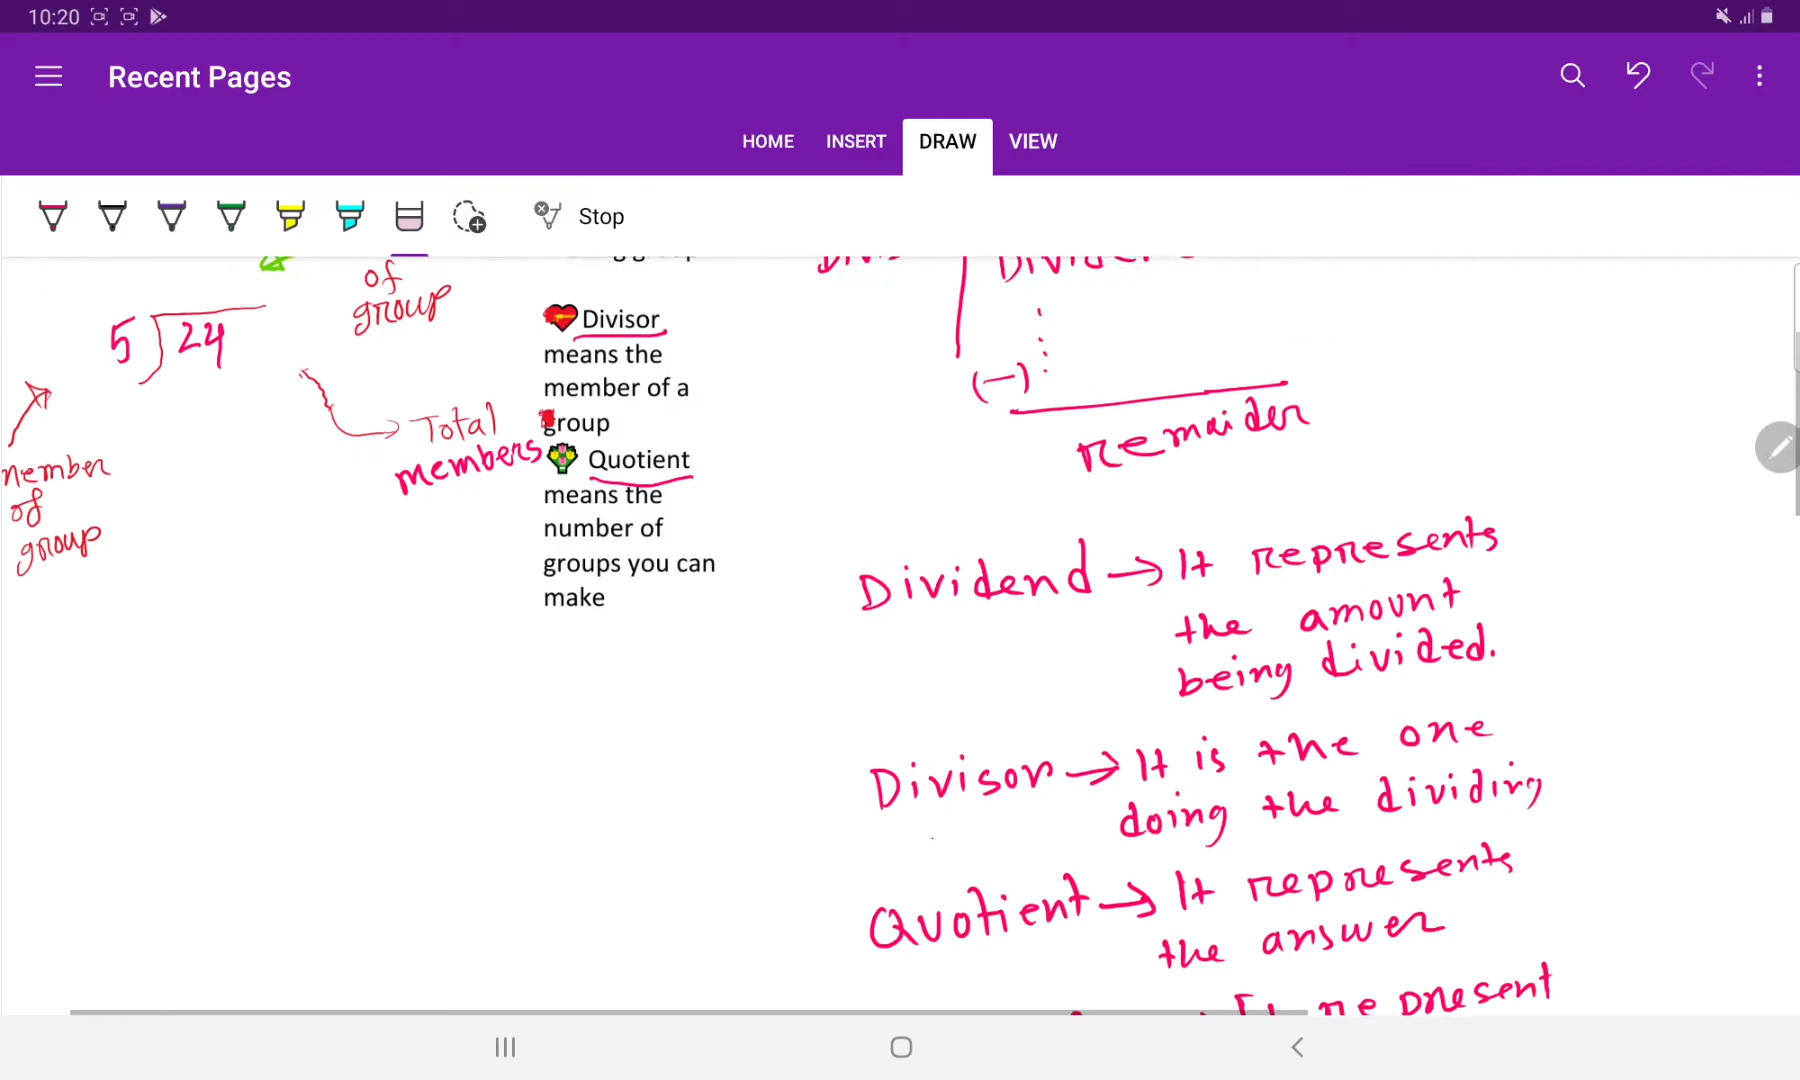 10:20
Recent Pages
HOME INSERT DRAW VIEW
Stop
of
group
5 24
Total
members
member
of
group
Divisor
means the
member of a
group
Quotient
means the
number of
groups you can
make
(—)
Remaider
Dividend → It represents
the amount
being divided.
Divisor → It is the one
doing the dividing
Quotient → It represents
the answer
It represent